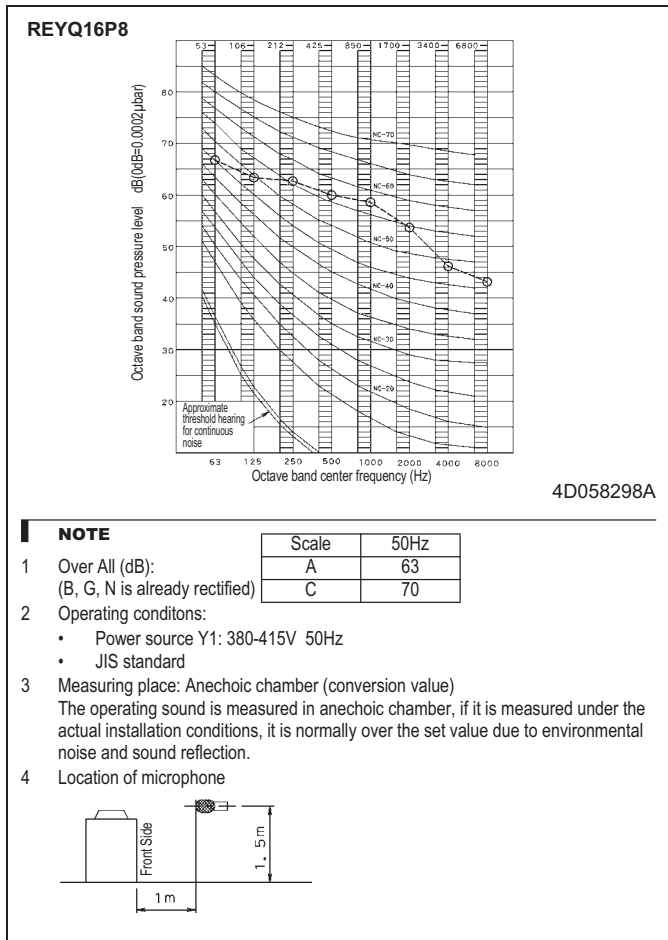 REYQ16P8
53 106 212 425 850 1700 3400 6800
Octave band sound pressure level dB(0dB=0.0002µbar)
80
70
60
50
40
30
20
NC-70
NC-60
NC-50
NC-40
NC-30
NC-20
Approximate
threshold hearing
for continuous
noise
63 125 250 500 1000 2000 4000 8000
Octave band center frequency (Hz)
4D058298A
NOTE
Scale 50Hz
1 Over All (dB): A 63
(B, G, N is already rectified) C 70
2 Operating conditons:
• Power source Y1: 380-415V 50Hz
• JIS standard
3 Measuring place: Anechoic chamber (conversion value)
The operating sound is measured in anechoic chamber, if it is measured under the
actual installation conditions, it is normally over the set value due to environmental
noise and sound reflection.
4 Location of microphone
Front Side
1. 5m
1m